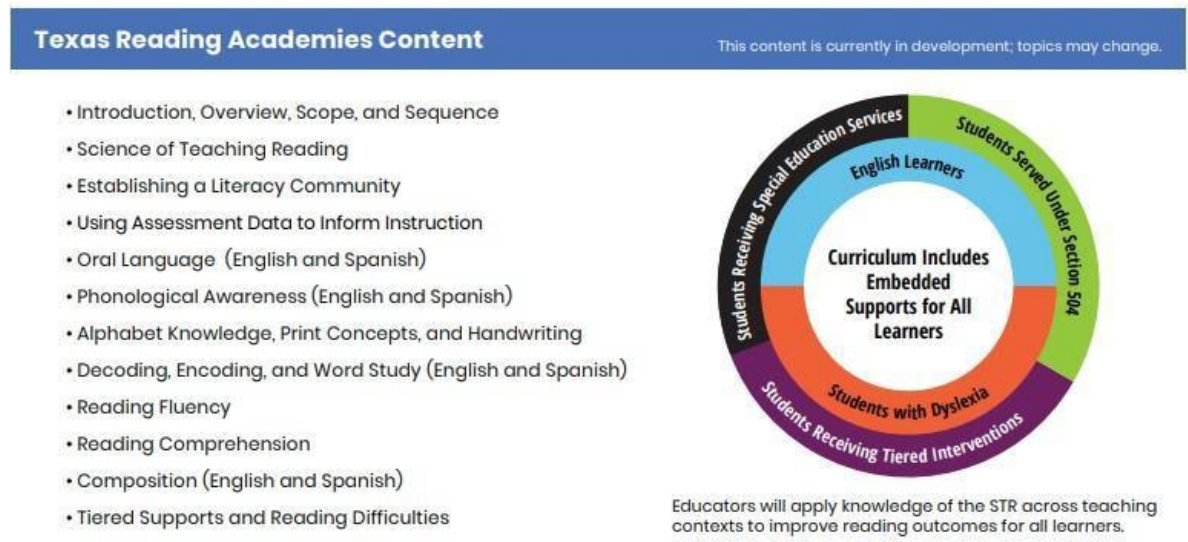 Texas Reading Academies Content
This content is currently in development; topics may change.
• Introduction, Overview, Scope, and Sequence
• Science of Teaching Reading
• Establishing a Literacy Community
• Using Assessment Data to Inform Instruction
• Oral Language (English and Spanish)
• Phonological Awareness (English and Spanish)
• Alphabet Knowledge, Print Concepts, and Handwriting
• Decoding, Encoding, and Word Study (English and Spanish)
• Reading Fluency
• Reading Comprehension
• Composition (English and Spanish)
• Tiered Supports and Reading Difficulties
Students Receiving Special Education Services
Students Served Under Section 504
English Learners
Curriculum Includes
Embedded
Supports for All
Learners
Students with Dyslexia
Students Receiving Tiered Interventions
Educators will apply knowledge of the STR across teaching
contexts to improve reading outcomes for all learners.